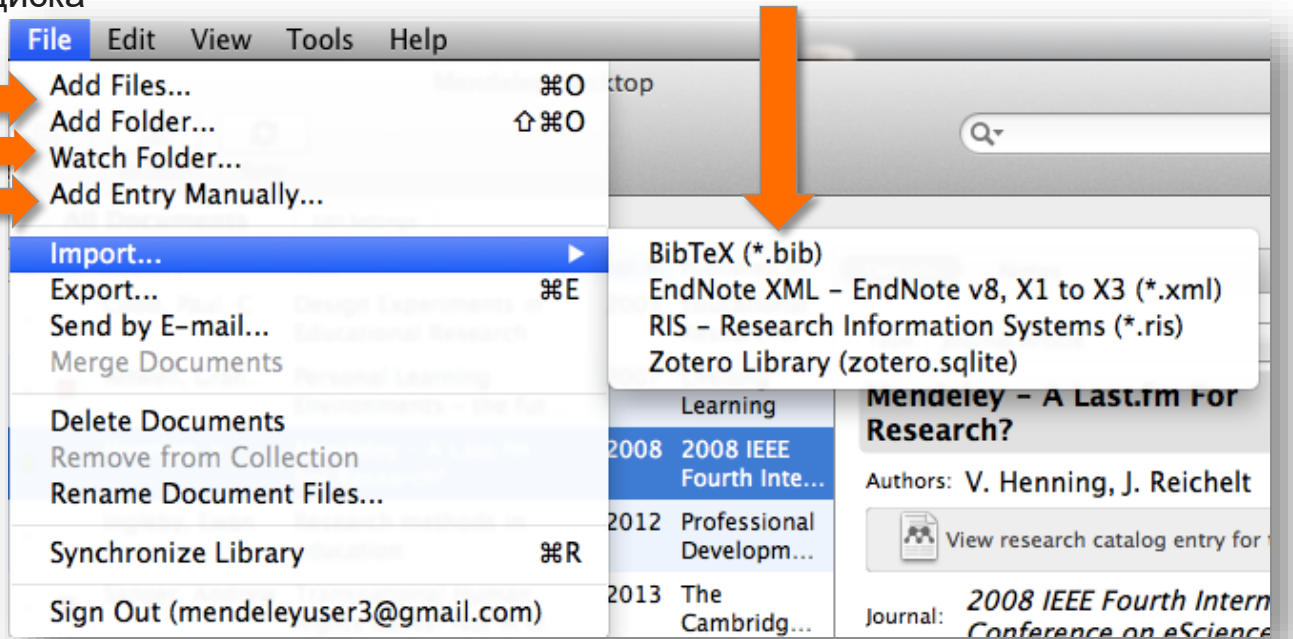 диска
File Edit View Tools Help
Add Files... ⌘O
Add Folder... ⇧⌘O
Watch Folder...
Add Entry Manually...
Import...
Export... ⌘E
Send by E-mail...
Merge Documents
Delete Documents
Remove from Collection
Rename Document Files...
Synchronize Library ⌘R
Sign Out (mendeleyuser3@gmail.com)
BibTeX (*.bib)
EndNote XML – EndNote v8, X1 to X3 (*.xml)
RIS – Research Information Systems (*.ris)
Zotero Library (zotero.sqlite)
Learning
2008 2008 IEEE
Fourth Inte...
2012 Professional
Developm...
2013 The
Cambridg...
Mendeley – A Last.fm For
Research?
Authors: V. Henning, J. Reichelt
View research catalog entry for
Journal: 2008 IEEE Fourth Intern
Conference on eScience